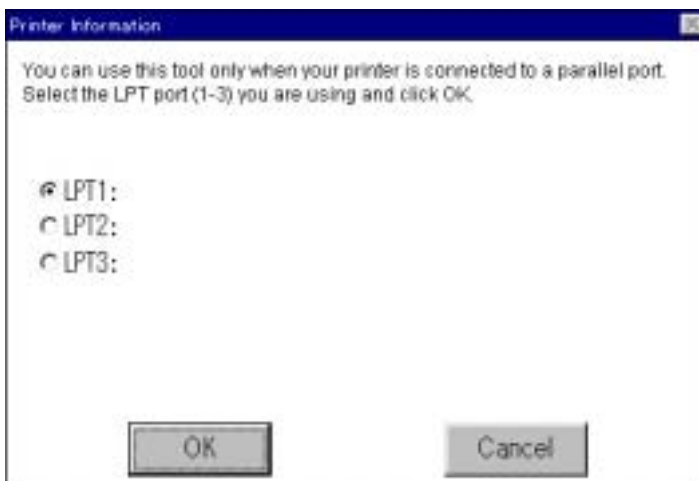 Printer Information
You can use this tool only when your printer is connected to a parallel port.
Select the LPT port (1-3) you are using and click OK.
LPT1:
LPT2:
LPT3:
OK
Cancel